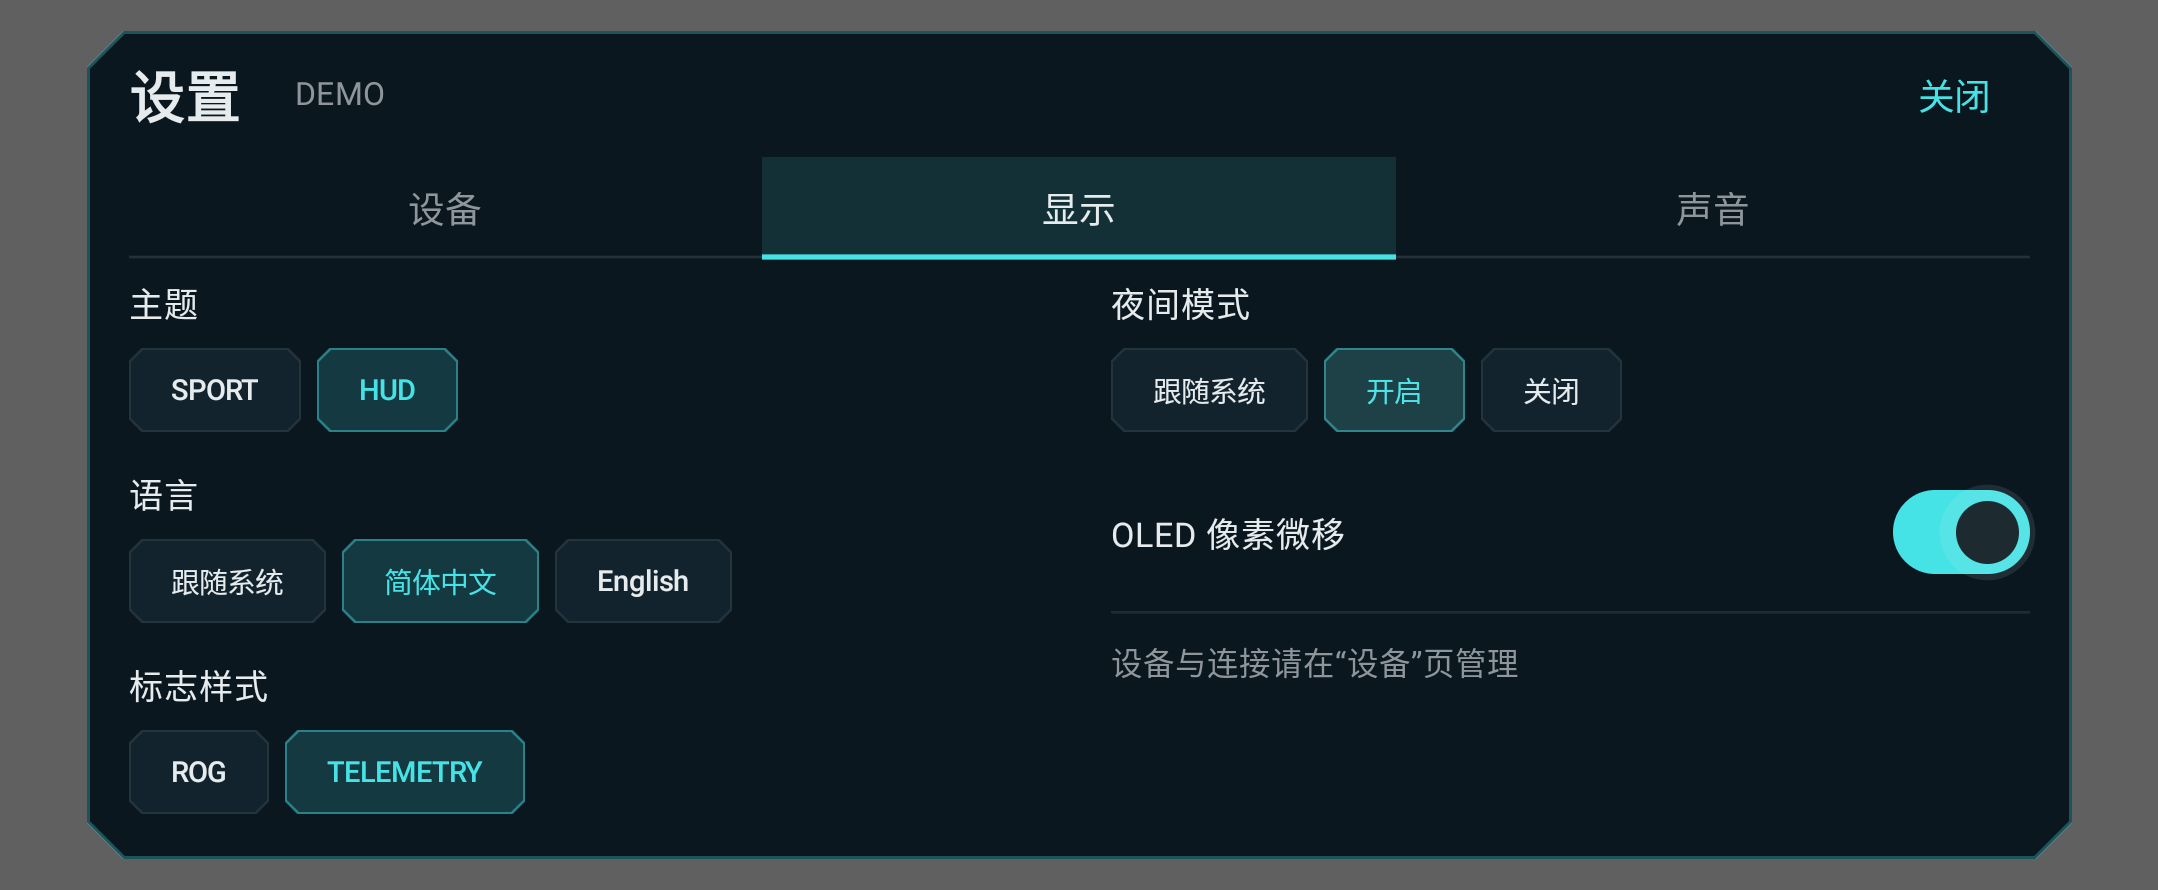 设置 DEMO 关闭
设备 显示 声音
主题
SPORT HUD
语言
跟随系统 简体中文 English
标志样式
ROG TELEMETRY
夜间模式
跟随系统 开启 关闭
OLED 像素微移
设备与连接请在“设备”页管理